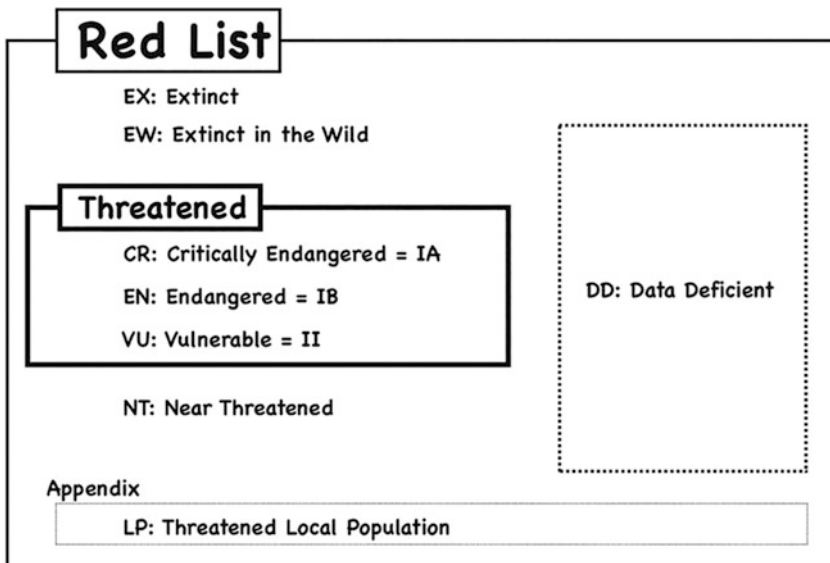 Red List
EX: Extinct
EW: Extinct in the Wild
Threatened
CR: Critically Endangered = IA
EN: Endangered = IB
VU: Vulnerable = II
NT: Near Threatened
DD: Data Deficient
Appendix
LP: Threatened Local Population